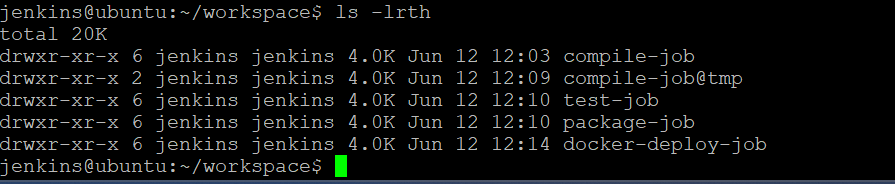 jenkins@ubuntu:~/workspace$ ls -lrth
total 20K
drwxr-xr-x 6 jenkins jenkins 4.0K Jun 12 12:03 compile-job
drwxr-xr-x 2 jenkins jenkins 4.0K Jun 12 12:09 compile-job@tmp
drwxr-xr-x 6 jenkins jenkins 4.0K Jun 12 12:10 test-job
drwxr-xr-x 6 jenkins jenkins 4.0K Jun 12 12:10 package-job
drwxr-xr-x 6 jenkins jenkins 4.0K Jun 12 12:14 docker-deploy-job
jenkins@ubuntu:~/workspace$